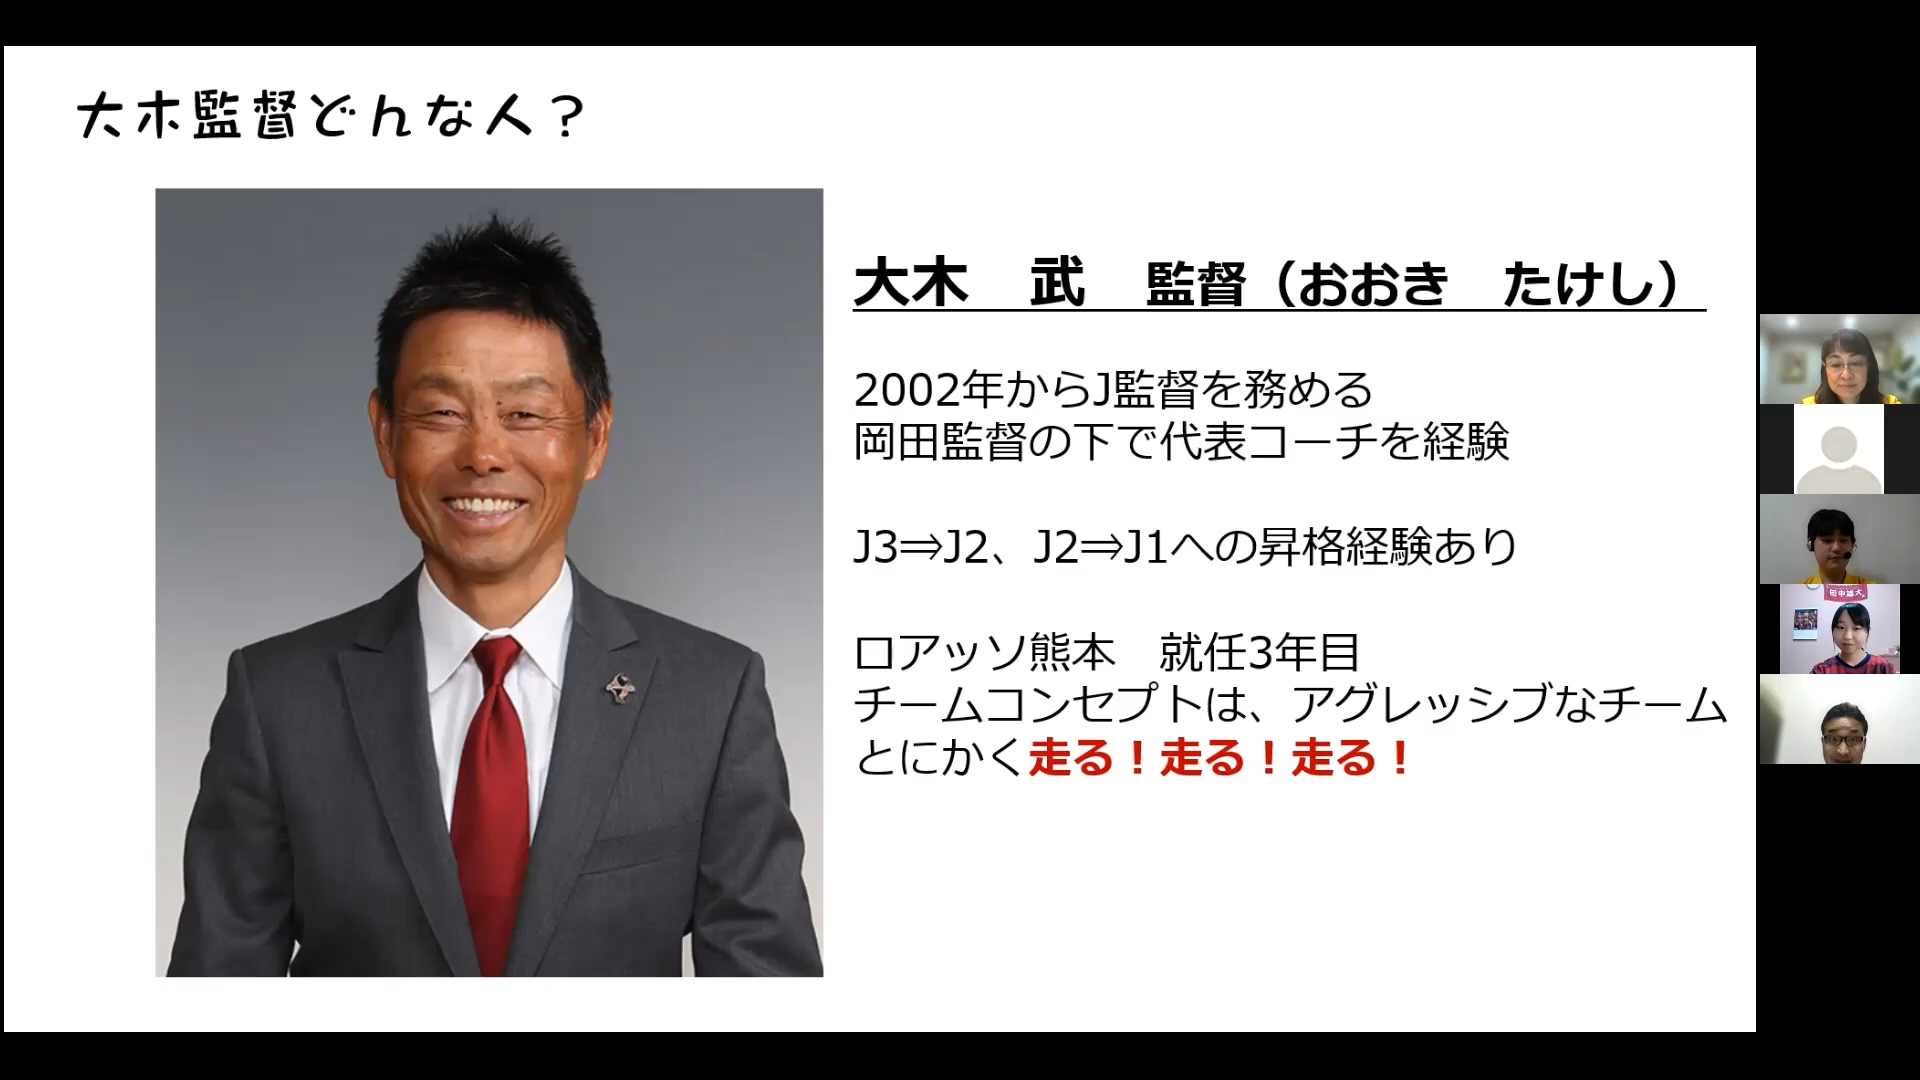 大木監督どんな人？
大木　武　監督（おおき　たけし）
2002年からJ監督を務める
岡田監督の下で代表コーチを経験
J3⇒J2、J2⇒J1への昇格経験あり
ロアッソ熊本　就任3年目
チームコンセプトは、アグレッシブなチーム
とにかく走る！走る！走る！
田中雄大